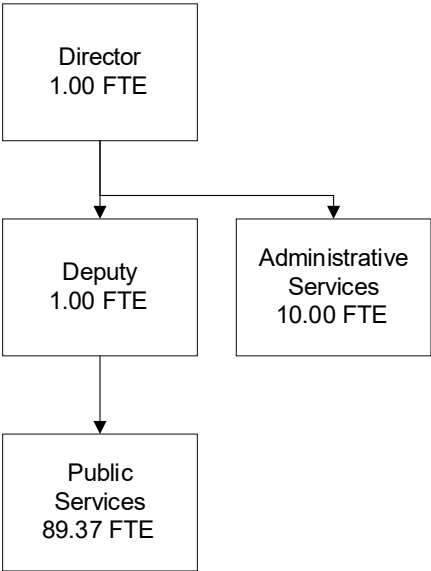 Director
1.00 FTE
Deputy
1.00 FTE
Administrative
Services
10.00 FTE
Public
Services
89.37 FTE